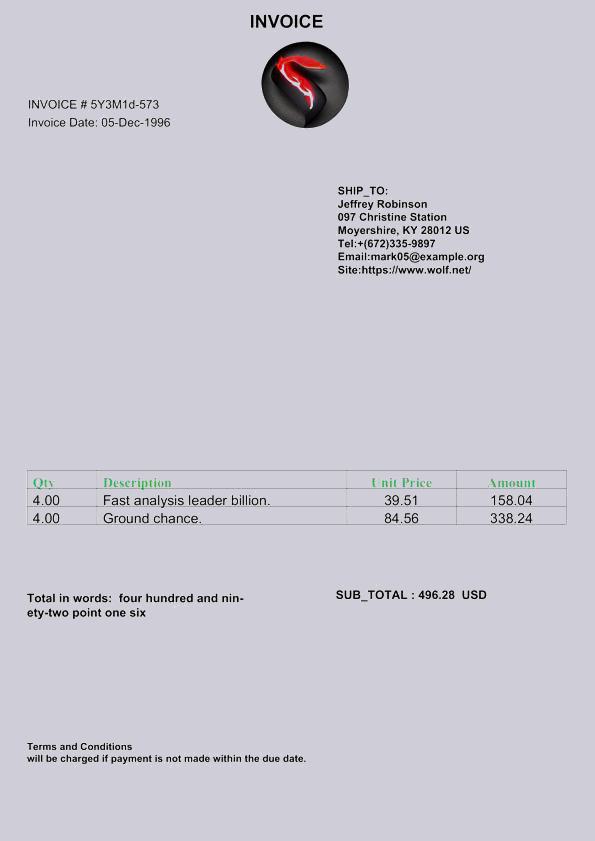 INVOICE
INVOICE # 5Y3M1d-573
Invoice Date: 05-Dec-1996
SHIP_TO:
Jeffrey Robinson
097 Christine Station
Moyershire, KY 28012 US
Tel:+(672)335-9897
Email:mark05@example.org
Site:https://www.wolf.net/
Qty Description Unit Price Amount
4.00 Fast analysis leader billion. 39.51 158.04
4.00 Ground chance. 84.56 338.24
Total in words: four hundred and nin-
ety-two point one six
SUB_TOTAL : 496.28 USD
Terms and Conditions
will be charged if payment is not made within the due date.